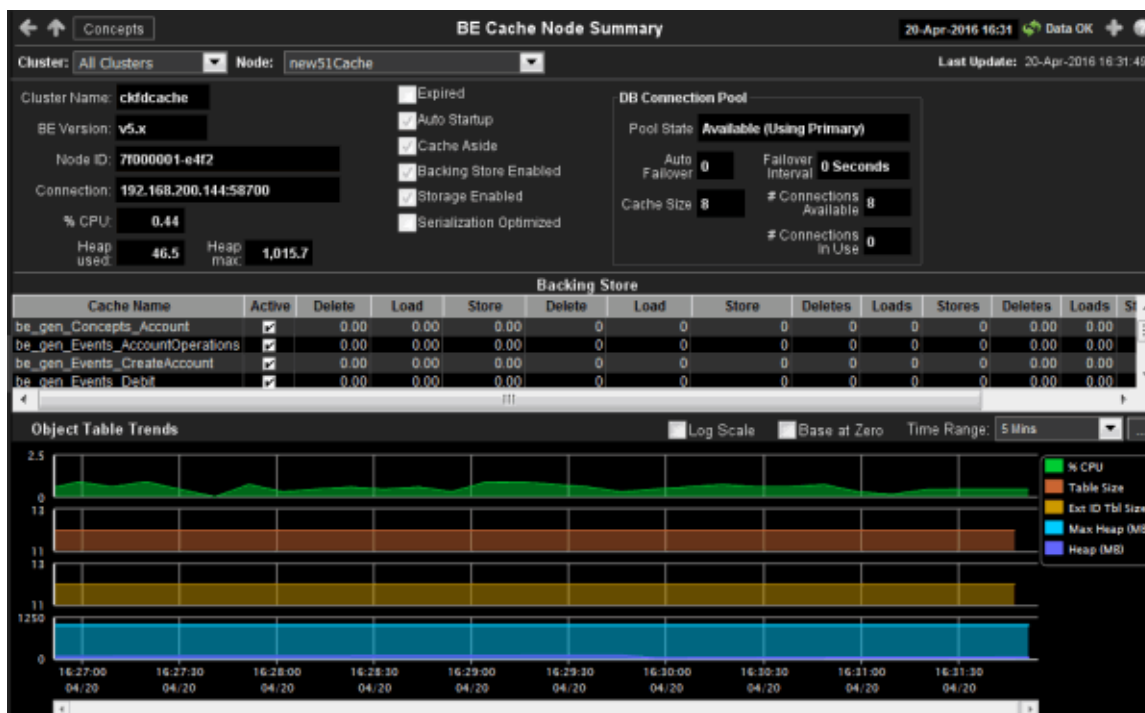 Concepts BE Cache Node Summary 20-Apr-2016 16:31 Data OK
Cluster: All Clusters Node: new51Cache Last Update: 20-Apr-2016 16:31:49
Cluster Name: ckfdcache Expired DB Connection Pool
BE Version: v5.x Auto Startup Pool State Available (Using Primary)
Node ID: 7f000001-e4f2 Cache Aside Auto Failover 0 Failover Interval 0 Seconds
Connection: 192.168.200.144:58700 Backing Store Enabled Cache Size 8 # Connections Available 8
% CPU: 0.44 Storage Enabled # Connections In Use 0
Heap used: 46.5 Heap max: 1,015.7 Serialization Optimized
Backing Store
Cache Name Active Delete Load Store Delete Load Store Deletes Loads Stores Deletes Loads St
be_gen_Concepts_Account 0.00 0.00 0.00 0 0 0 0 0 0 0.00 0.00
be_gen_Events_AccountOperations 0.00 0.00 0.00 0 0 0 0 0 0 0.00 0.00
be_gen_Events_CreateAccount 0.00 0.00 0.00 0 0 0 0 0 0 0.00 0.00
be_gen_Events_Debit 0.00 0.00 0.00 0 0 0 0 0 0 0.00 0.00
Object Table Trends Log Scale Base at Zero Time Range: 5 Mins ...
2.5
0
13
11
13
11
1250
0
% CPU
Table Size
Ext ID Tbl Size
Max Heap (MB
Heap (MB)
16:27:00 16:27:30 16:28:00 16:28:30 16:29:00 16:29:30 16:30:00 16:30:30 16:31:00 16:31:30
04/20 04/20 04/20 04/20 04/20 04/20 04/20 04/20 04/20 04/20